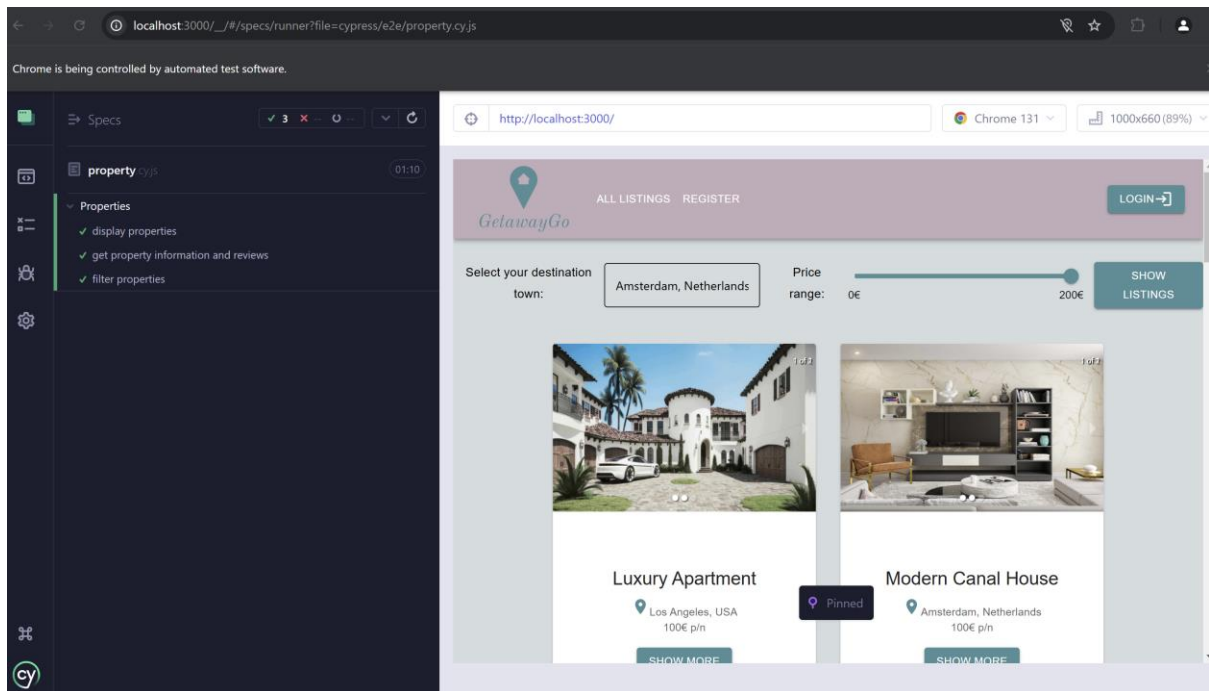 localhost:3000/__/#/specs/runner?file=cypress/e2e/property.cy.js
Chrome is being controlled by automated test software.
Specs
3 -- --
property cy.js
01:10
Properties
display properties
get property information and reviews
filter properties
cy
http://localhost:3000/
Chrome 131
1000x660 (89%)
GetawayGo
ALL LISTINGS REGISTER
LOGIN
Select your destination
town:
Amsterdam, Netherlands
Price
range:
0€
200€
SHOW
LISTINGS
1 of 2
Luxury Apartment
Los Angeles, USA
100€ p/n
SHOW MORE
1 of 2
Modern Canal House
Amsterdam, Netherlands
100€ p/n
SHOW MORE
Pinned